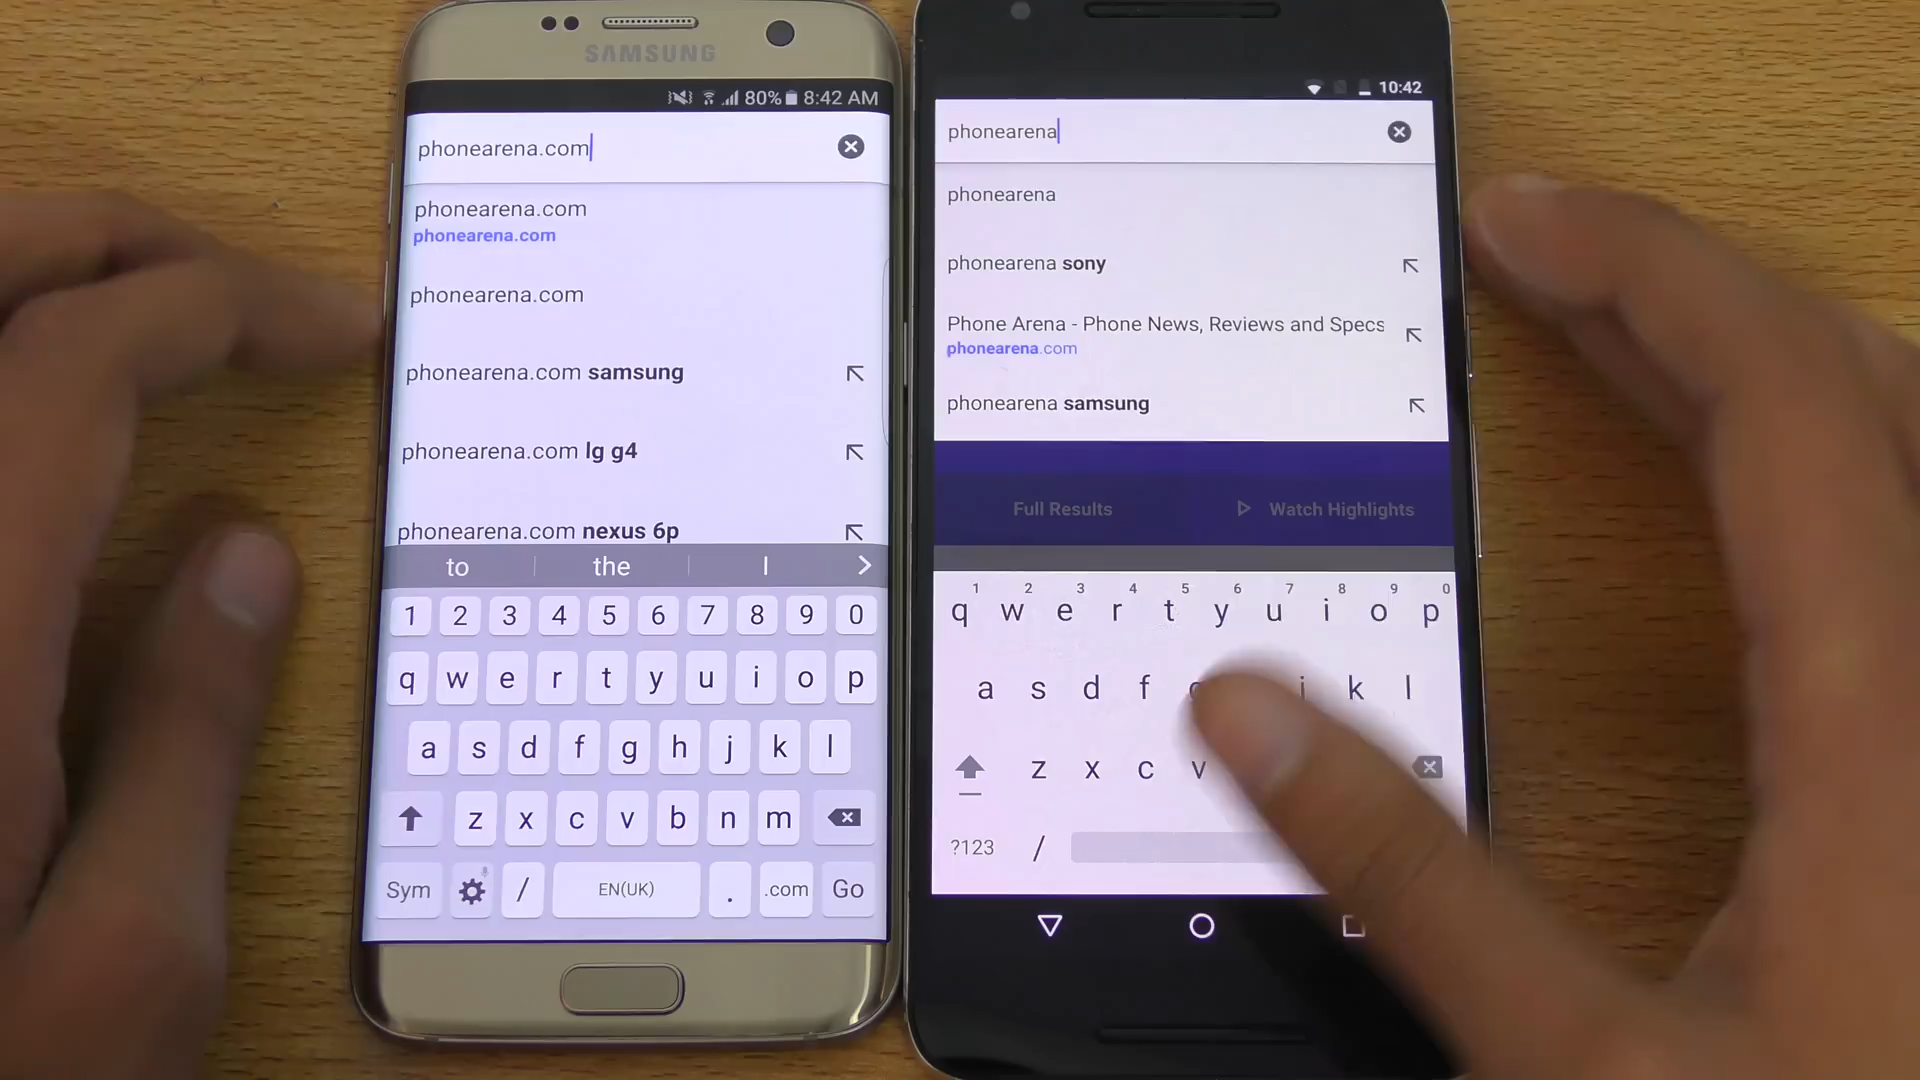 SAMSUNG
80% 8:42 AM
phonearena.com
phonearena.com
phonearena.com
phonearena.com
phonearena.com samsung
phonearena.com lg g4
phonearena.com nexus 6p
to the I
1 2 3 4 5 6 7 8 9 0
q w e r t y u i o p
a s d f g h j k l
z x c v b n m
Sym / EN(UK) . .com Go
10:42
phonearena
phonearena
phonearena sony
Phone Arena - Phone News, Reviews and Specs
phonearena.com
phonearena samsung
Full Results Watch Highlights
1 2 3 4 5 6 7 8 9 0
q w e r t y u i o p
a s d f j k l
z x c v
?123 /